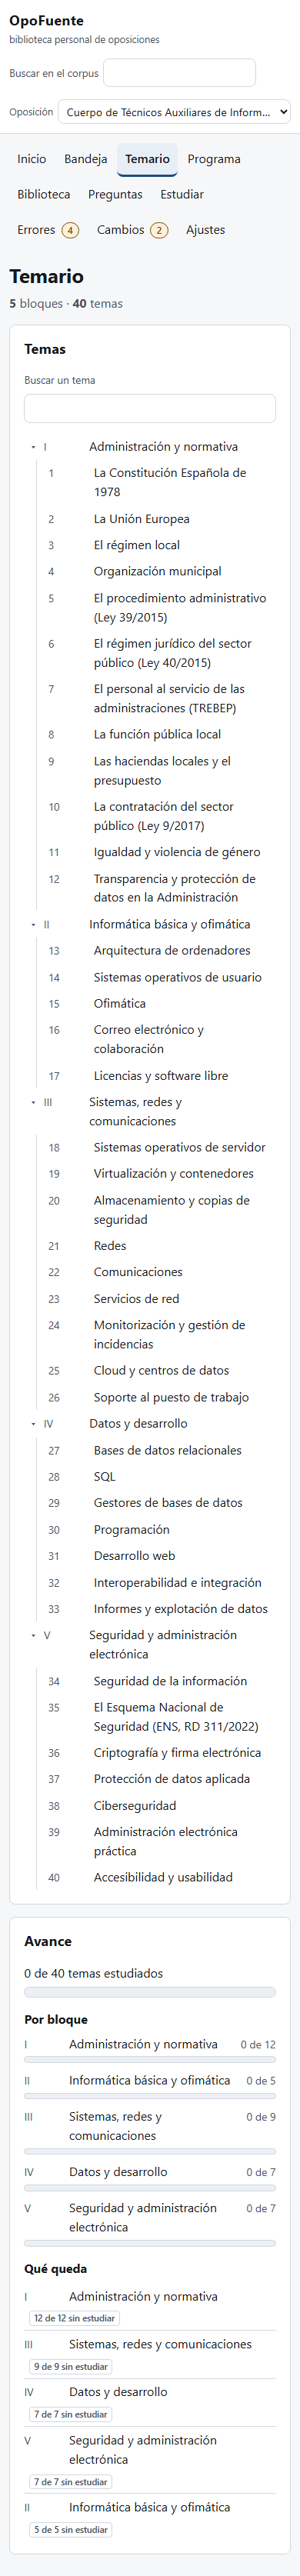 OpoFuente
biblioteca personal de oposiciones
Buscar en el corpus
Oposición Cuerpo de Técnicos Auxiliares de Inform...
Inicio Bandeja Temario Programa
Biblioteca Preguntas Estudiar
Errores 4 Cambios 2 Ajustes
Temario
5 bloques · 40 temas
Temas
Buscar un tema
I Administración y normativa
1 La Constitución Española de
1978
2 La Unión Europea
3 El régimen local
4 Organización municipal
5 El procedimiento administrativo
(Ley 39/2015)
6 El régimen jurídico del sector
público (Ley 40/2015)
7 El personal al servicio de las
administraciones (TREBEP)
8 La función pública local
9 Las haciendas locales y el
presupuesto
10 La contratación del sector
público (Ley 9/2017)
11 Igualdad y violencia de género
12 Transparencia y protección de
datos en la Administración
II Informática básica y ofimática
13 Arquitectura de ordenadores
14 Sistemas operativos de usuario
15 Ofimática
16 Correo electrónico y
colaboración
17 Licencias y software libre
III Sistemas, redes y
comunicaciones
18 Sistemas operativos de servidor
19 Virtualización y contenedores
20 Almacenamiento y copias de
seguridad
21 Redes
22 Comunicaciones
23 Servicios de red
24 Monitorización y gestión de
incidencias
25 Cloud y centros de datos
26 Soporte al puesto de trabajo
IV Datos y desarrollo
27 Bases de datos relacionales
28 SQL
29 Gestores de bases de datos
30 Programación
31 Desarrollo web
32 Interoperabilidad e integración
33 Informes y explotación de datos
V Seguridad y administración
electrónica
34 Seguridad de la información
35 El Esquema Nacional de
Seguridad (ENS, RD 311/2022)
36 Criptografía y firma electrónica
37 Protección de datos aplicada
38 Ciberseguridad
39 Administración electrónica
práctica
40 Accesibilidad y usabilidad
Avance
0 de 40 temas estudiados
Por bloque
I Administración y normativa 0 de 12
II Informática básica y ofimática 0 de 5
III Sistemas, redes y 0 de 9
comunicaciones
IV Datos y desarrollo 0 de 7
V Seguridad y administración 0 de 7
electrónica
Qué queda
I Administración y normativa
12 de 12 sin estudiar
III Sistemas, redes y comunicaciones
9 de 9 sin estudiar
IV Datos y desarrollo
7 de 7 sin estudiar
V Seguridad y administración
electrónica
7 de 7 sin estudiar
II Informática básica y ofimática
5 de 5 sin estudiar